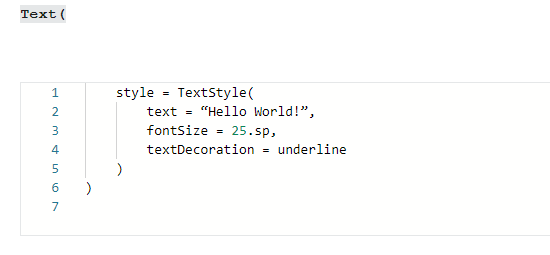 Text(
1 style = TextStyle(
2 text = “Hello World!”,
3 fontSize = 25.sp,
4 textDecoration = underline
5 )
6 )
7